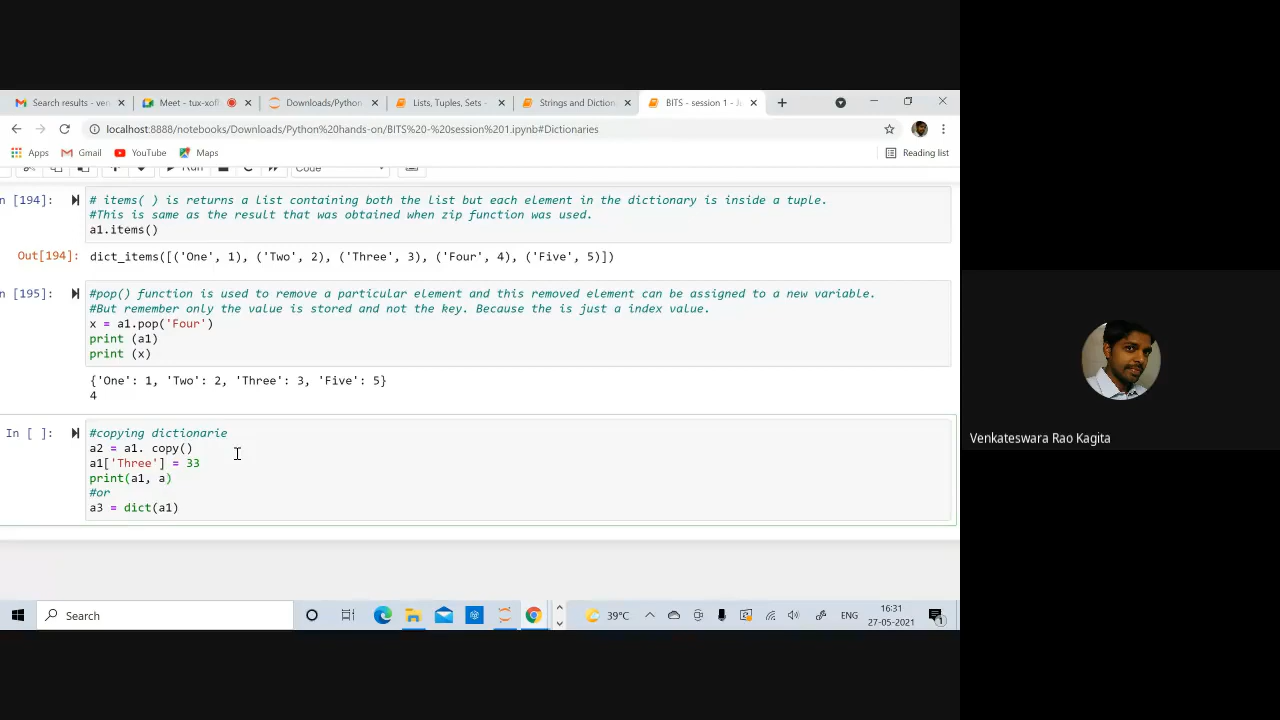 Search results - ven
Meet - tux-xofl
Downloads/Python
Lists, Tuples, Sets -
Strings and Diction
BITS - session 1 - Ju
localhost:8888/notebooks/Downloads/Python%20hands-on/BITS%20-%20session%201.ipynb#Dictionaries
Apps Gmail YouTube Maps Reading list
Run Code
n [194]:
# items( ) is returns a list containing both the list but each element in the dictionary is inside a tuple.
#This is same as the result that was obtained when zip function was used.
a1.items()
Out[194]: dict_items([('One', 1), ('Two', 2), ('Three', 3), ('Four', 4), ('Five', 5)])
n [195]:
#pop() function is used to remove a particular element and this removed element can be assigned to a new variable.
#But remember only the value is stored and not the key. Because the is just a index value.
x = a1.pop('Four')
print (a1)
print (x)
{'One': 1, 'Two': 2, 'Three': 3, 'Five': 5}
4
In [ ]:
#copying dictionarie
a2 = a1. copy()
a1['Three'] = 33
print(a1, a)
#or
a3 = dict(a1)
Venkateswara Rao Kagita
Search
39°C
ENG
16:31
27-05-2021